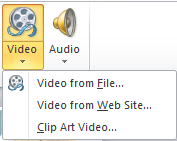 Video Audio
Video from File...
Video from Web Site...
Clip Art Video...